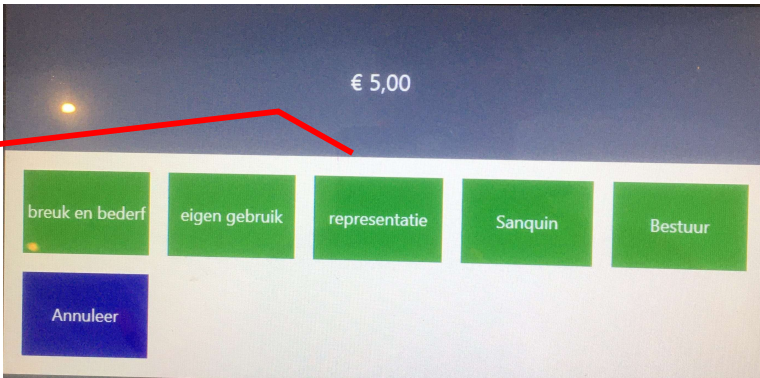 € 5,00
breuk en bederf
eigen gebruik
representatie
Sanquin
Bestuur
Annuleer